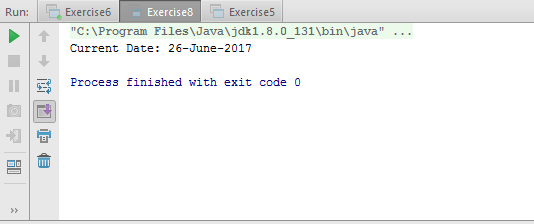 Run: Exercise6 Exercise8 Exercise5
"C:\Program Files\Java\jdk1.8.0_131\bin\java" ...
Current Date: 26-June-2017
Process finished with exit code 0